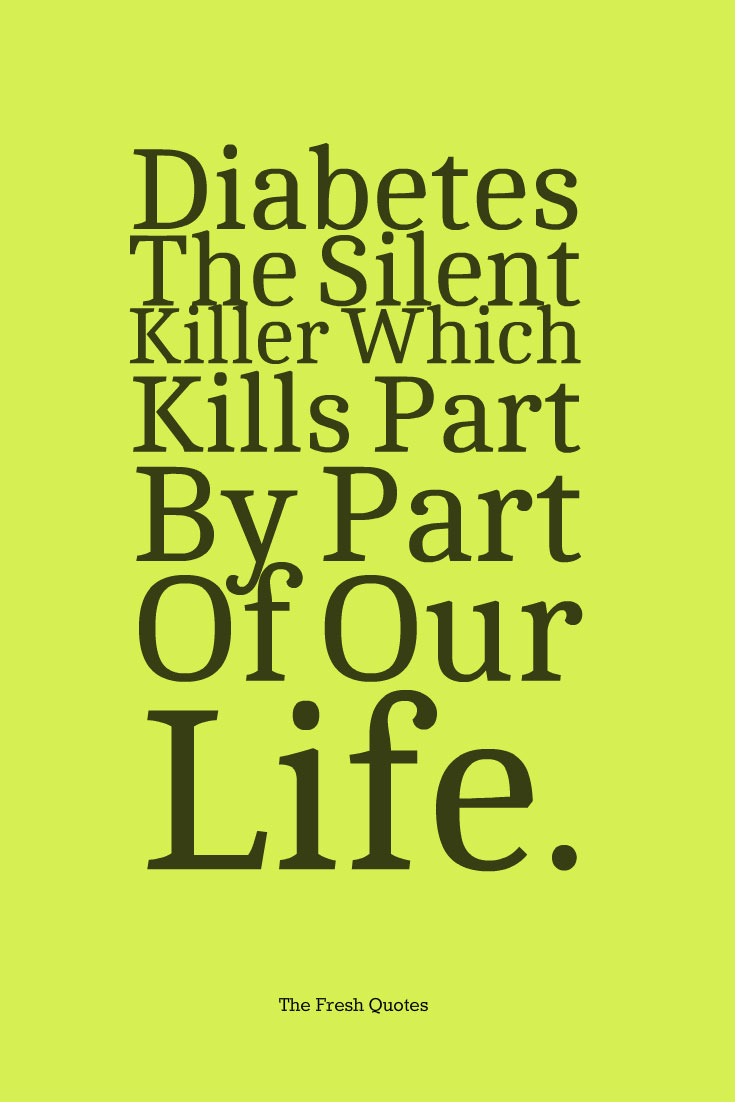 Diabetes
The Silent
Killer Which
Kills Part
By Part
Of Our
Life.
The Fresh Quotes